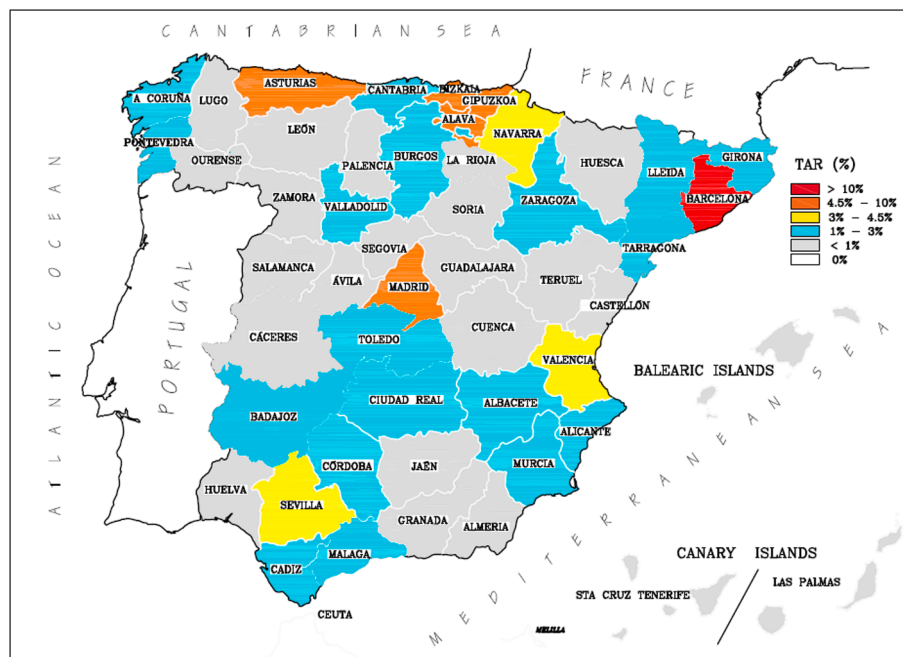 CANTABRIAN SEA
FRANCE
ATLANTIC OCEAN
PORTUGAL
MEDITERRANEAN SEA
A CORUÑA
LUGO
ASTURIAS
CANTABRIA
BIZKAIA
GIPUZKOA
ALAVA
NAVARRA
PONTEVEDRA
OURENSE
LEÓN
PALENCIA
BURGOS
LA RIOJA
HUESCA
LLEIDA
GIRONA
BARCELONA
ZAMORA
VALLADOLID
SORIA
ZARAGOZA
TARRAGONA
SALAMANCA
ÁVILA
SEGOVIA
MADRID
GUADALAJARA
TERUEL
CASTELLÓN
CÁCERES
TOLEDO
CUENCA
VALENCIA
BADAJOZ
CIUDAD REAL
ALBACETE
ALICANTE
HUELVA
SEVILLA
CÓRDOBA
JAÉN
MURCIA
GRANADA
ALMERIA
CADIZ
MALAGA
CEUTA
MELILLA
BALEARIC ISLANDS
CANARY ISLANDS
STA CRUZ TENERIFE
LAS PALMAS
TAR (%)
> 10%
4.5% - 10%
3% - 4.5%
1% - 3%
< 1%
0%